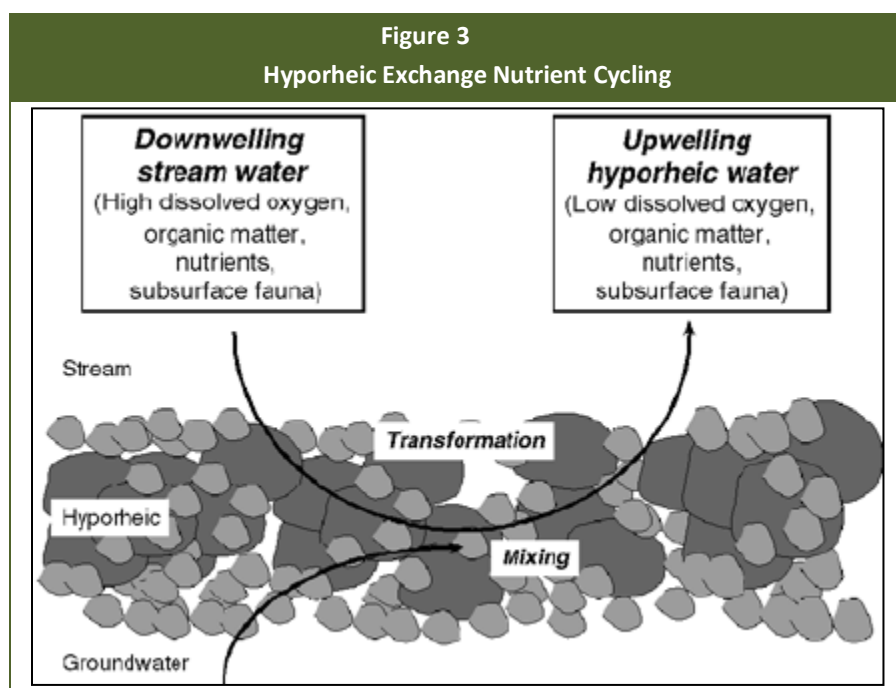 Figure 3
Hyporheic Exchange Nutrient Cycling
Downwelling
stream water
(High dissolved oxygen,
organic matter,
nutrients,
subsurface fauna)
Upwelling
hyporheic water
(Low dissolved oxygen,
organic matter,
nutrients,
subsurface fauna)
Stream
Transformation
Hyporheic
Mixing
Groundwater